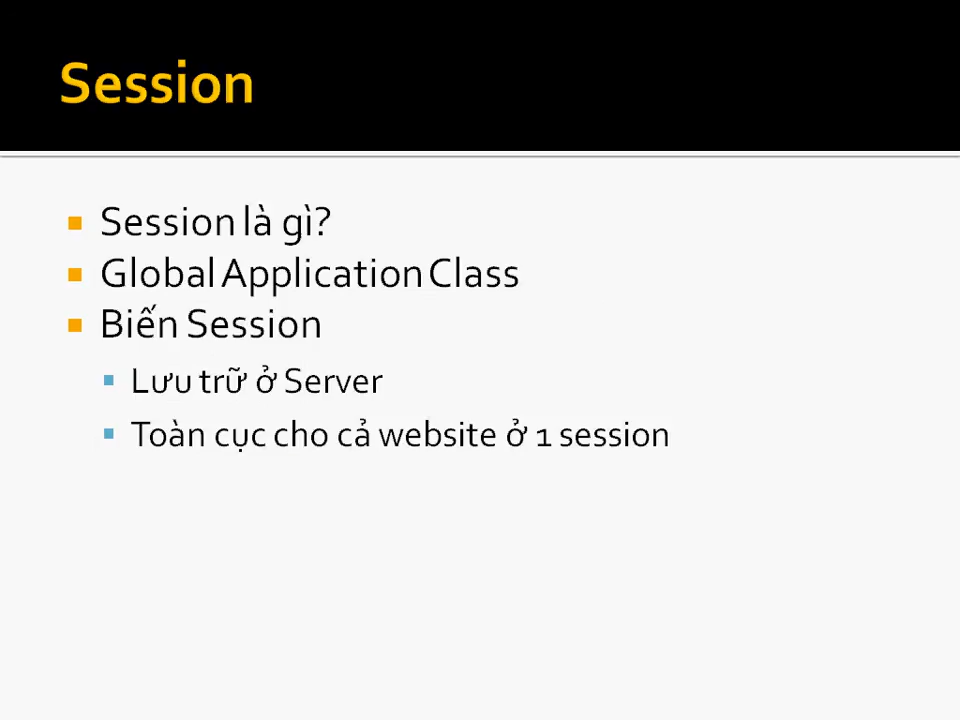 Session
Session là gì?
Global Application Class
Biến Session
Lưu trữ ở Server
Toàn cục cho cả website ở 1 session